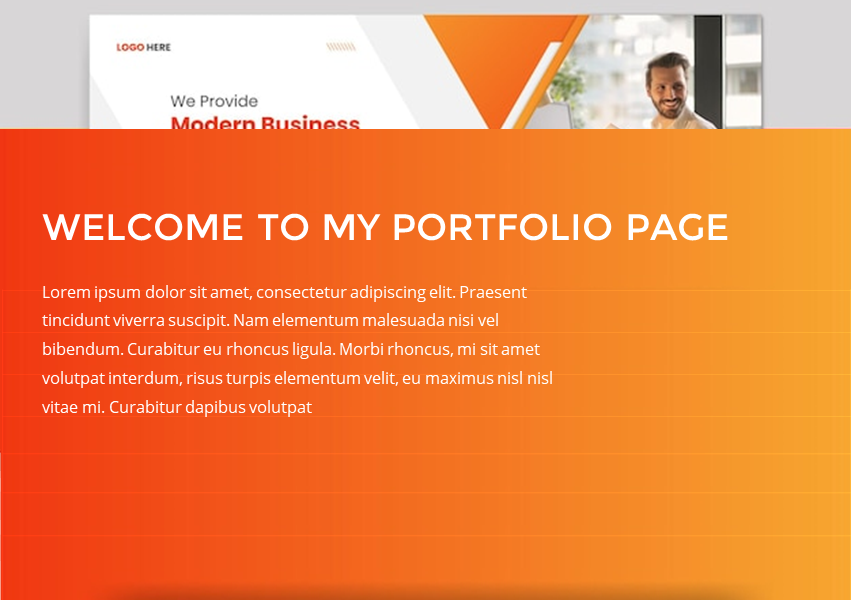 LOGO HERE
We Provide
Modern Business
WELCOME TO MY PORTFOLIO PAGE
Lorem ipsum dolor sit amet, consectetur adipiscing elit. Praesent
tincidunt viverra suscipit. Nam elementum malesuada nisi vel
bibendum. Curabitur eu rhoncus ligula. Morbi rhoncus, mi sit amet
volutpat interdum, risus turpis elementum velit, eu maximus nisl nisl
vitae mi. Curabitur dapibus volutpat